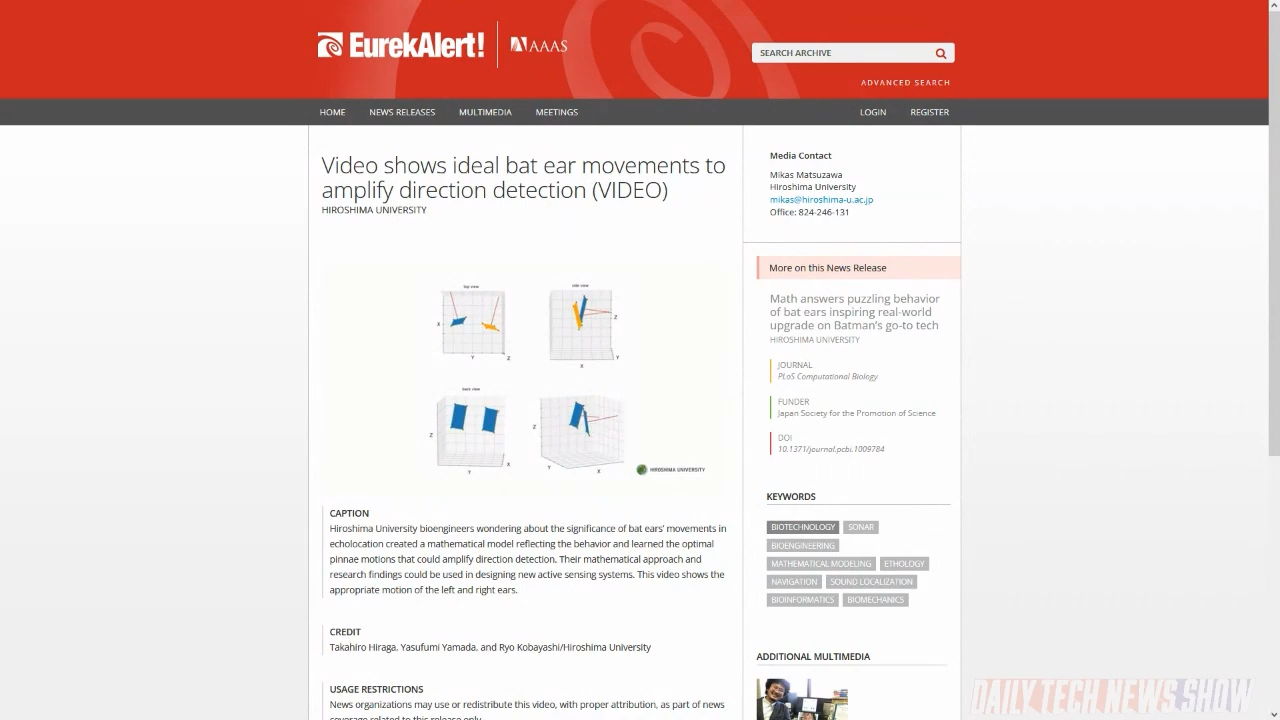 EurekAlert!
AAAS
SEARCH ARCHIVE
ADVANCED SEARCH
HOME NEWS RELEASES MULTIMEDIA MEETINGS LOGIN REGISTER
Video shows ideal bat ear movements to
amplify direction detection (VIDEO)
HIROSHIMA UNIVERSITY
top view
side view
X
Y
Z
Z
Y
X
back view
Z
Y
X
Z
Y
X
HIROSHIMA UNIVERSITY
CAPTION
Hiroshima University bioengineers wondering about the significance of bat ears' movements in
echolocation created a mathematical model reflecting the behavior and learned the optimal
pinnae motions that could amplify direction detection. Their mathematical approach and
research findings could be used in designing new active sensing systems. This video shows the
appropriate motion of the left and right ears.
CREDIT
Takahiro Hiraga, Yasufumi Yamada, and Ryo Kobayashi/Hiroshima University
USAGE RESTRICTIONS
News organizations may use or redistribute this video, with proper attribution, as part of news
coverage related to this release only.
Media Contact
Mikas Matsuzawa
Hiroshima University
mikas@hiroshima-u.ac.jp
Office: 824-246-131
More on this News Release
Math answers puzzling behavior
of bat ears inspiring real-world
upgrade on Batman's go-to tech
HIROSHIMA UNIVERSITY
JOURNAL
PLoS Computational Biology
FUNDER
Japan Society for the Promotion of Science
DOI
10.1371/journal.pcbi.1009784
KEYWORDS
BIOTECHNOLOGY SONAR
BIOENGINEERING
MATHEMATICAL MODELING ETHOLOGY
NAVIGATION SOUND LOCALIZATION
BIOINFORMATICS BIOMECHANICS
ADDITIONAL MULTIMEDIA
DAILYTECHNEWS.SHOW